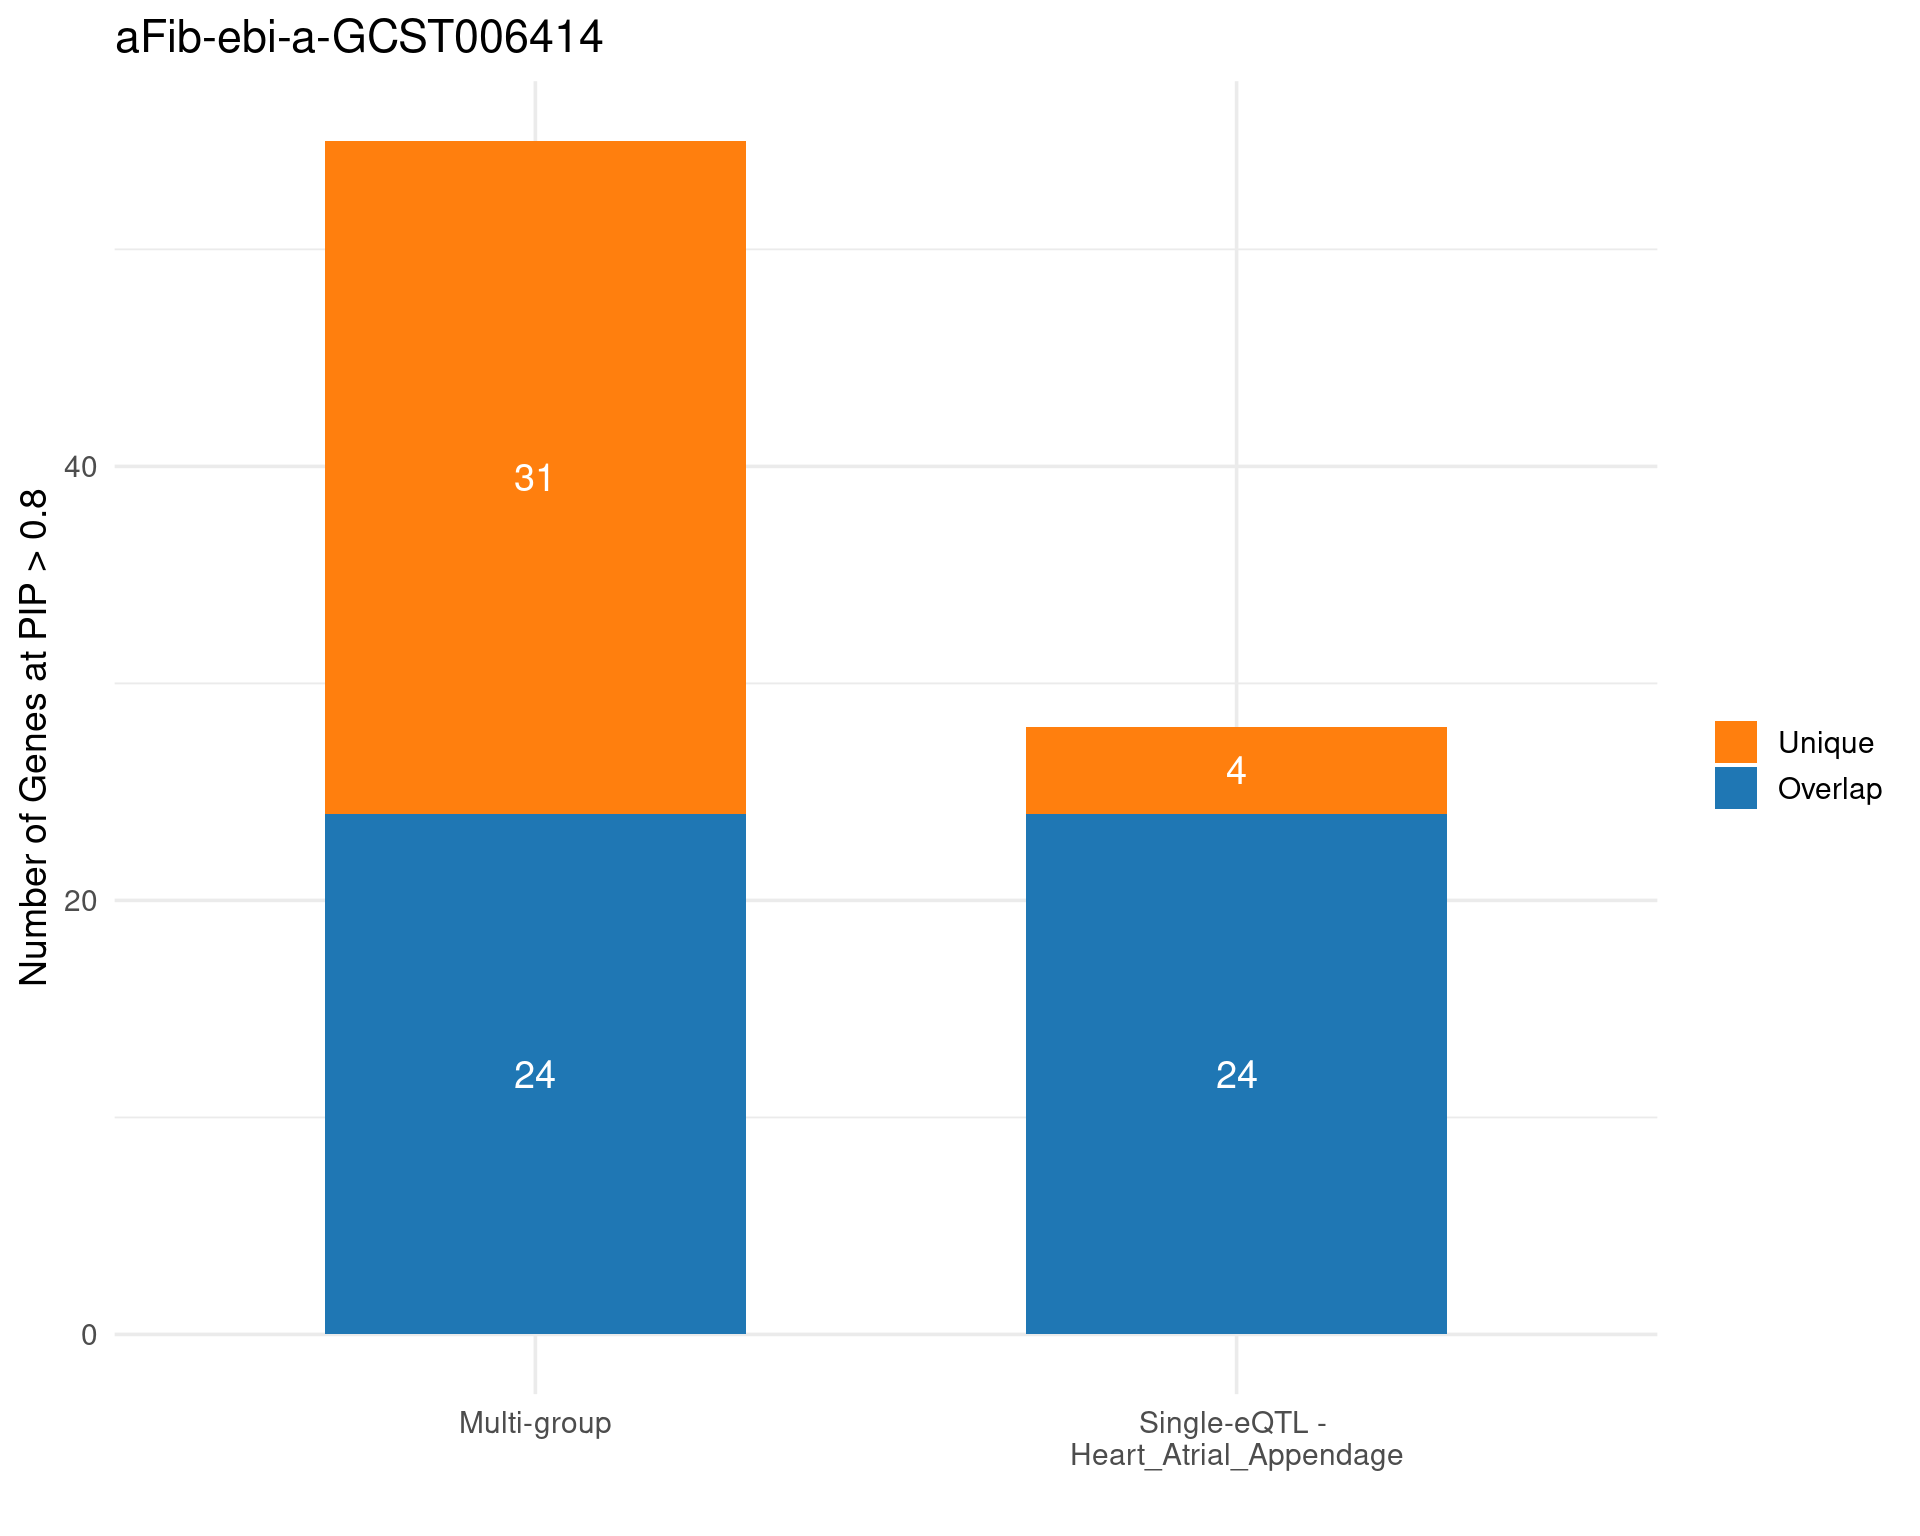 aFib-ebi-a-GCST006414
Number of Genes at PIP > 0.8
40
20
0
31
24
4
24
Multi-group
Single-eQTL -
Heart_Atrial_Appendage
Unique
Overlap